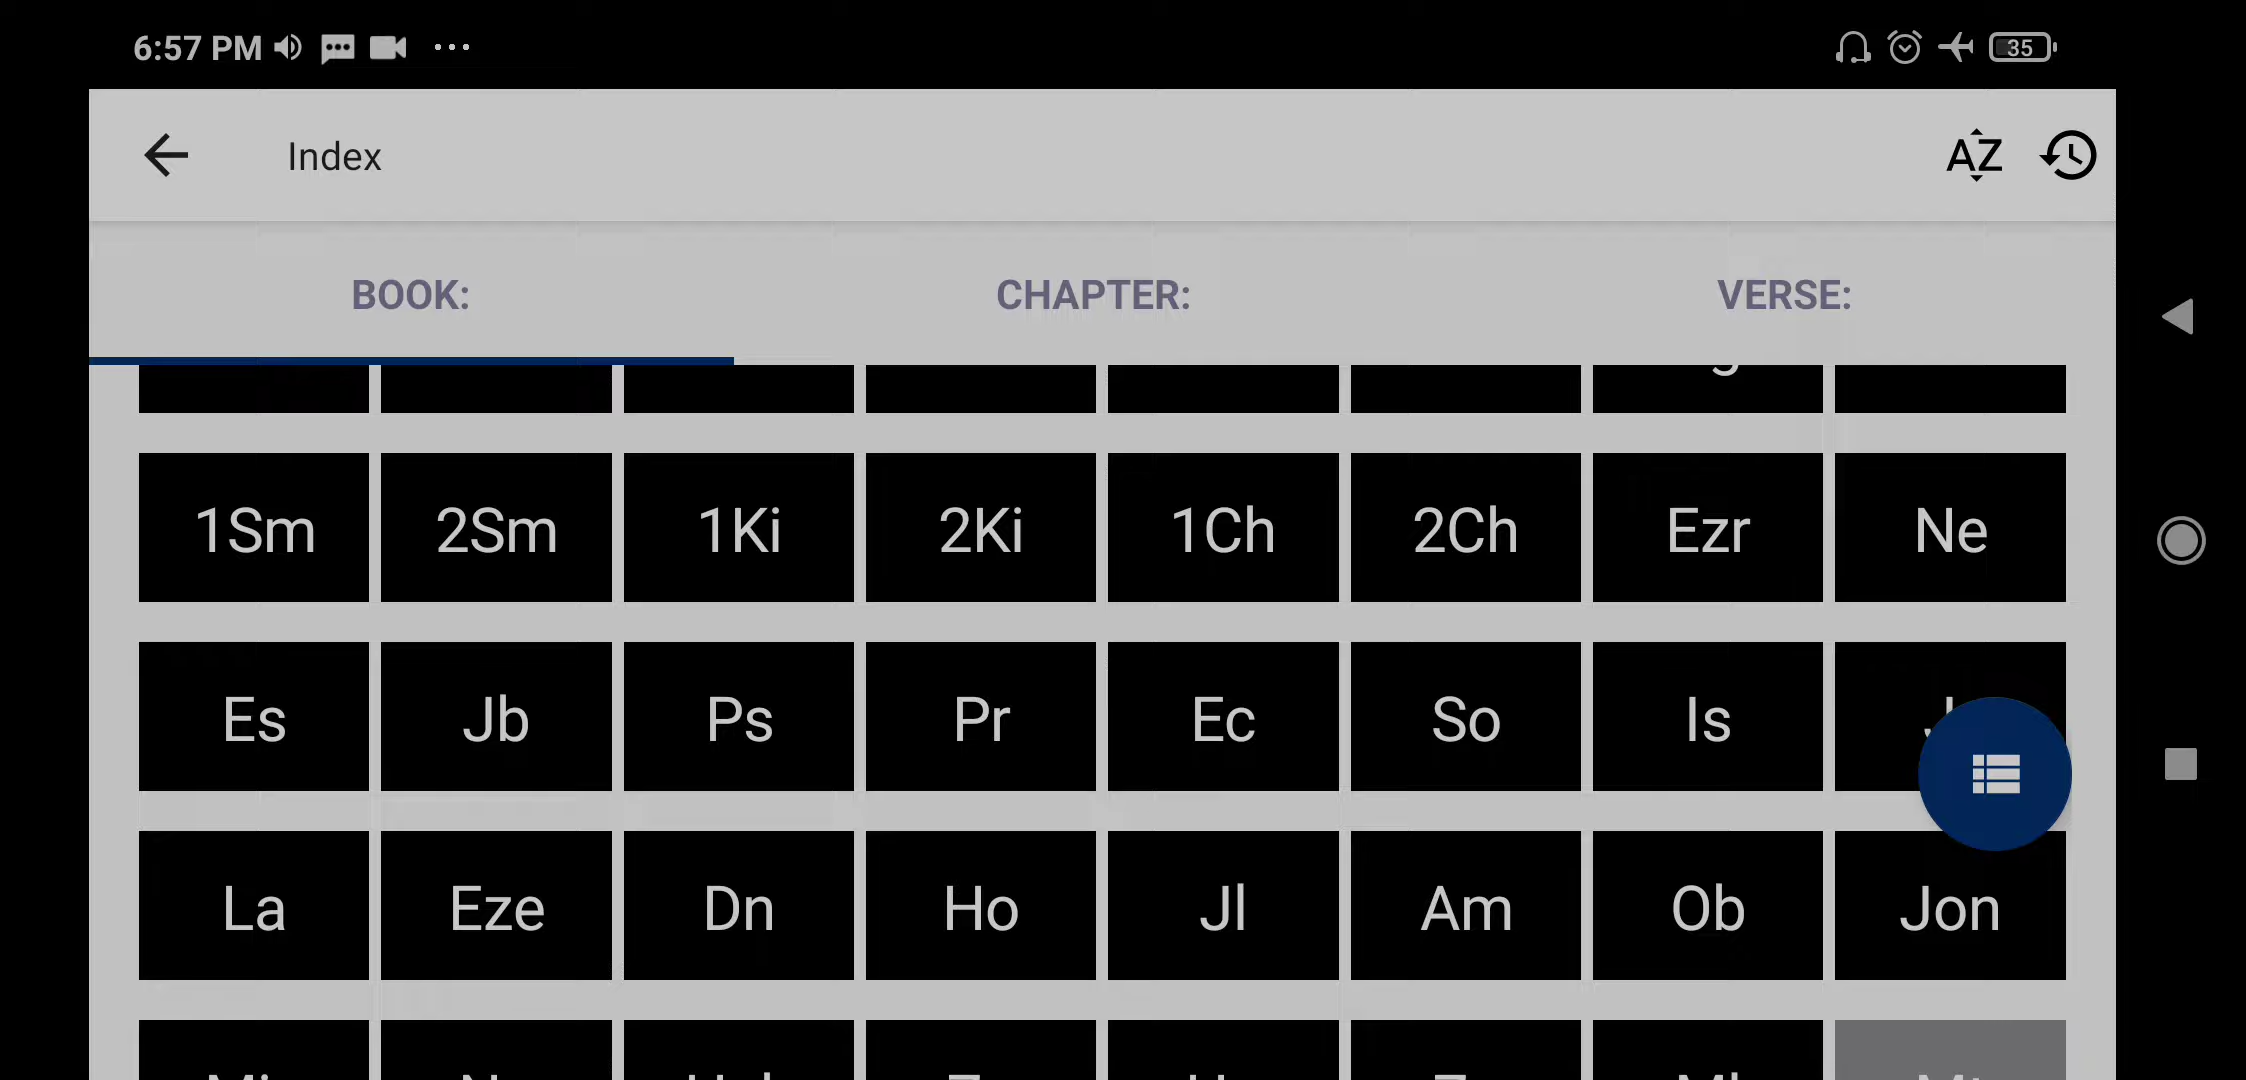 6:57 PM
35
Index
AZ
BOOK: CHAPTER: VERSE:
1Sm 2Sm 1Ki 2Ki 1Ch 2Ch Ezr Ne
Es Jb Ps Pr Ec So Is
La Eze Dn Ho Jl Am Ob Jon